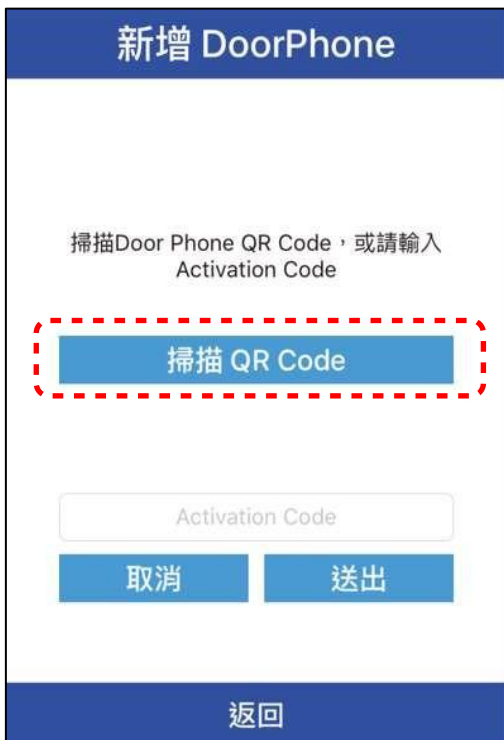 新增 DoorPhone
掃描Door Phone QR Code，或請輸入
Activation Code
掃描 QR Code
Activation Code
取消
送出
返回